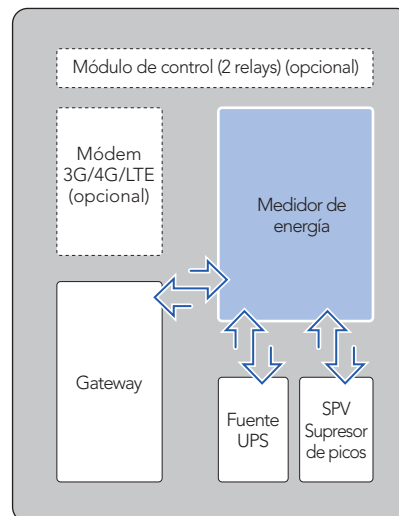 Módulo de control (2 relays) (opcional)
Módem
3G/4G/LTE
(opcional)
Medidor de
energía
Gateway
Fuente
UPS
SPV
Supresor
de picos